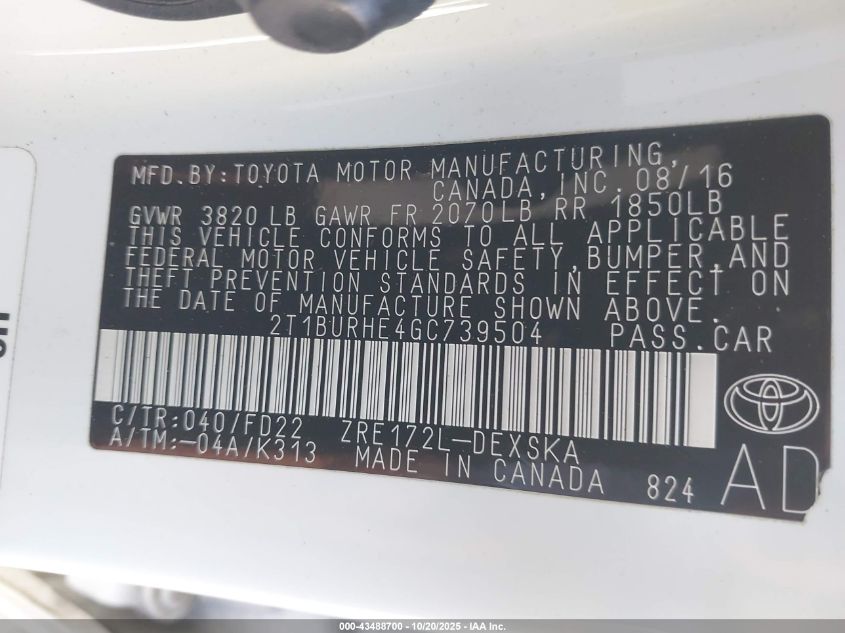 MFD.BY:TOYOTA MOTOR MANUFACTURING,
CANADA,INC. 08/16
GVWR 3820 LB GAWR FR 2070LB RR 1850LB
THIS VEHICLE CONFORMS TO ALL APPLICABLE
FEDERAL MOTOR VEHICLE SAFETY,BUMPER,AND
THEFT PREVENTION STANDARDS IN EFFECT ON
THE DATE OF MANUFACTURE SHOWN ABOVE.
2T1BURHE4GC739504 PASS.CAR
C/TR:040/FD22 ZRE172L-DEXSKA
A/TM:-04A/K313 MADE IN CANADA 824 AD
000-43488700 - 10/20/2025 - IAA Inc.